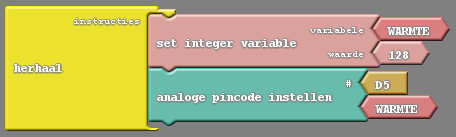 instructies
variabele WARMTE
set integer variable
waarde 128
herhaal
# D5
analoge pincode instellen
WARMTE